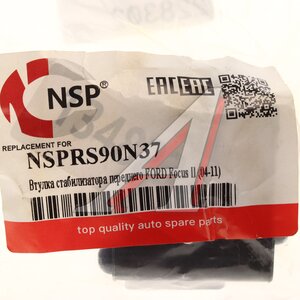 NSP
EAC EAC
REPLACEMENT FOR
NSPRS90N37
Втулка стабилизатора переднего FORD Focus II (04-11)
top quality auto spare parts